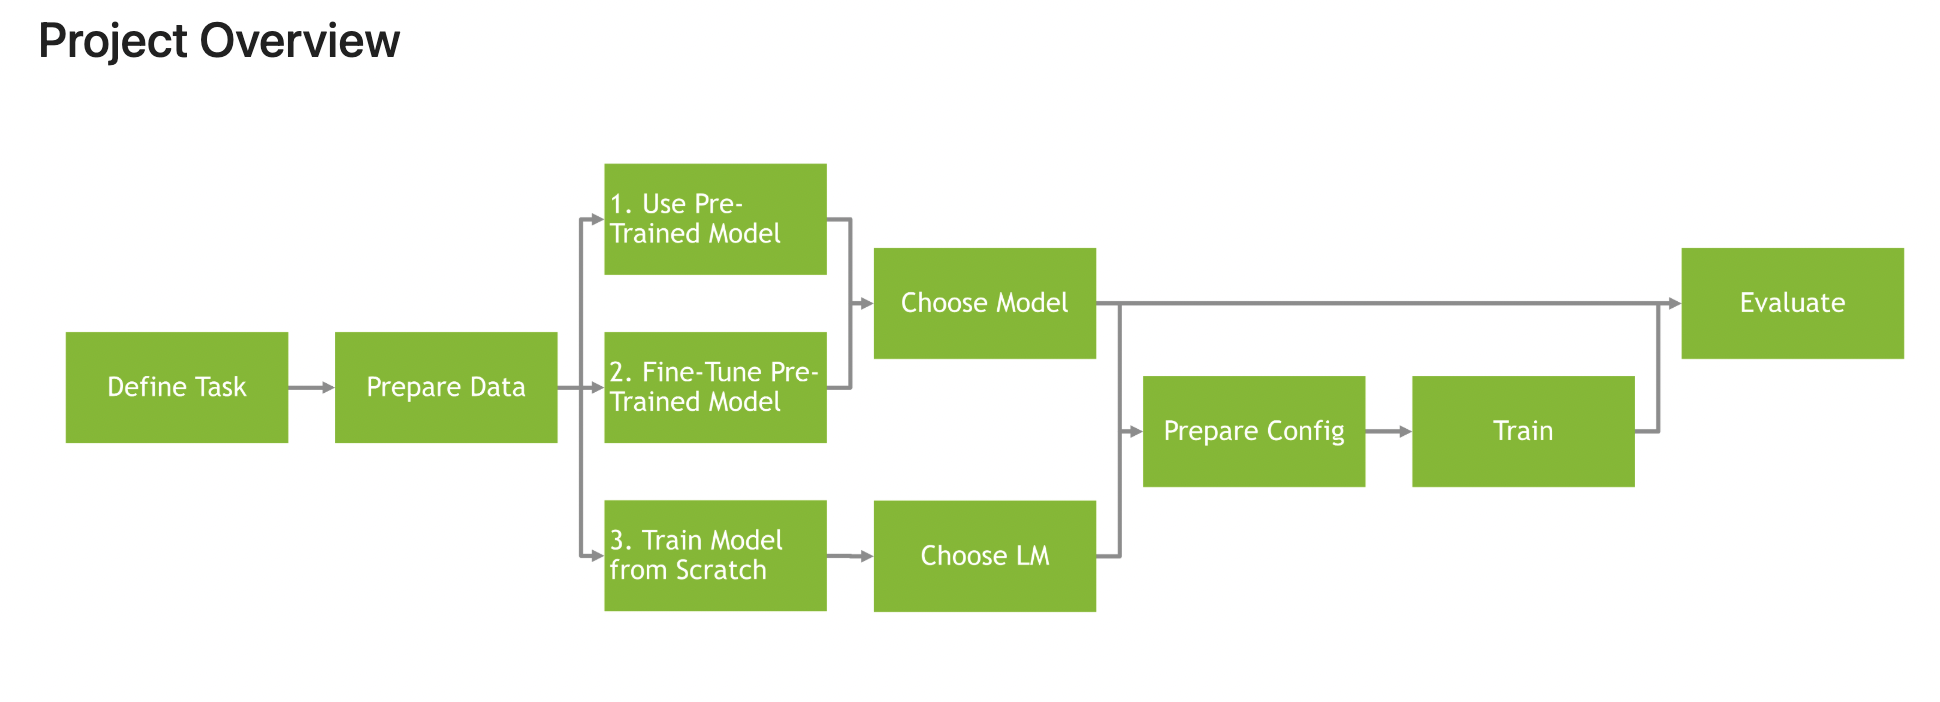 Project Overview
Define Task
Prepare Data
1. Use Pre-
Trained Model
2. Fine-Tune Pre-
Trained Model
3. Train Model
from Scratch
Choose Model
Choose LM
Prepare Config
Train
Evaluate